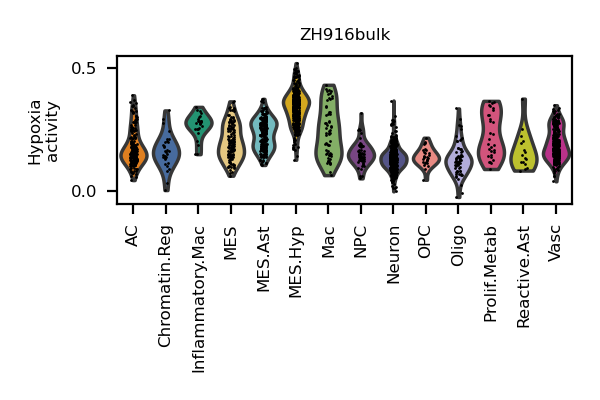 ZH916bulk
Hypoxia
activity
0.5
0.0
AC
Chromatin.Reg
Inflammatory.Mac
MES
MES.Ast
MES.Hyp
Mac
NPC
Neuron
OPC
Oligo
Prolif.Metab
Reactive.Ast
Vasc